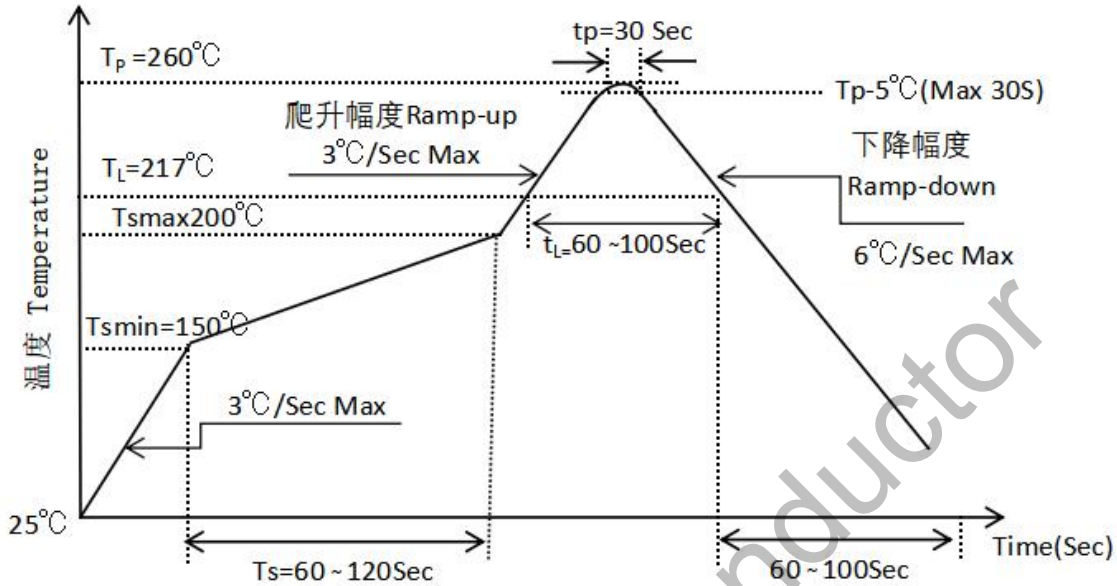 tp=30 Sec
TP =260℃
Tp-5℃(Max 30S)
爬升幅度Ramp-up
3℃/Sec Max
下降幅度
Ramp-down
6℃/Sec Max
TL=217℃
Tsmax200℃
tL=60 ~100Sec
Tsmin=150℃
3℃/Sec Max
温度 Temperature
25℃
Ts=60 ~ 120Sec
60 ~ 100Sec
Time(Sec)
nductor